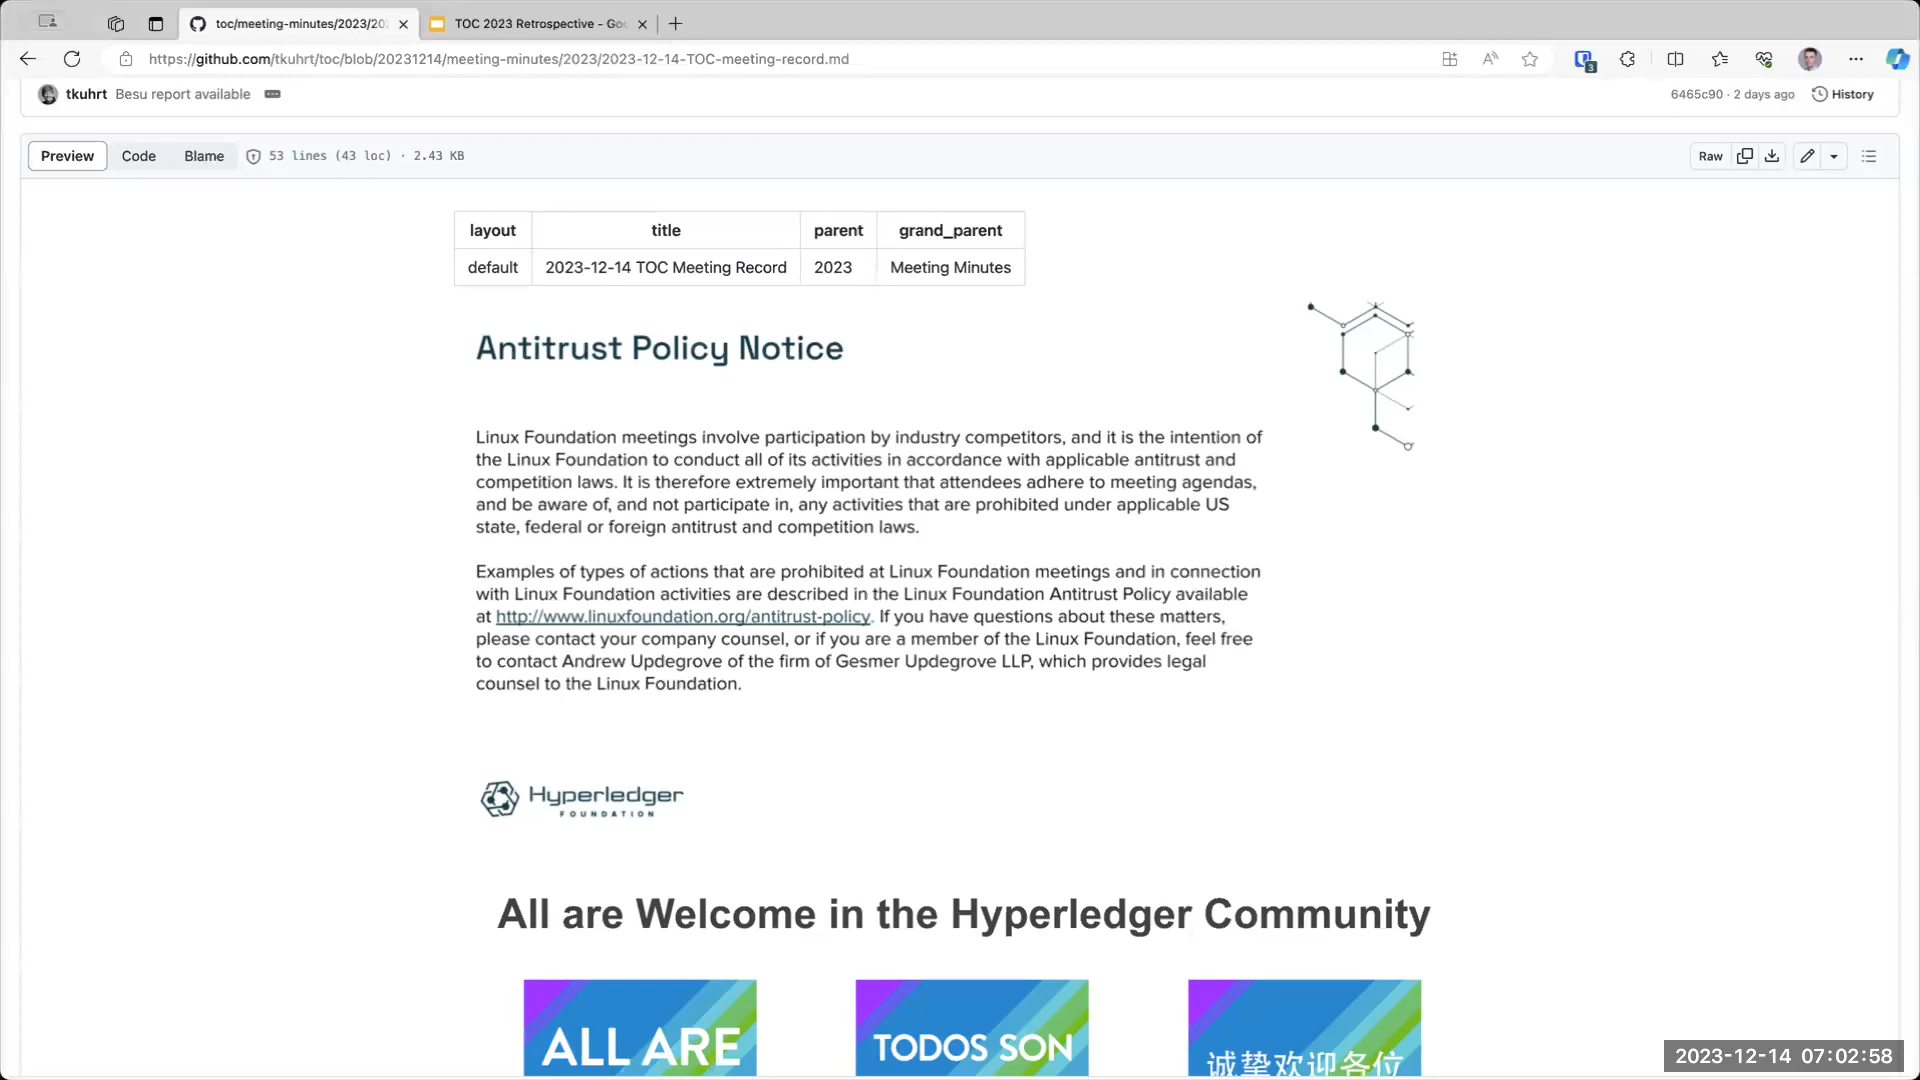 toc/meeting-minutes/2023/20
TOC 2023 Retrospective - Go
https://github.com/tkuhrt/toc/blob/20231214/meeting-minutes/2023/2023-12-14-TOC-meeting-record.md
3
tkuhrt Besu report available
6465c90 · 2 days ago History
Preview Code Blame 53 lines (43 loc) · 2.43 KB
Raw
layout title parent grand_parent
default 2023-12-14 TOC Meeting Record 2023 Meeting Minutes
Antitrust Policy Notice
Linux Foundation meetings involve participation by industry competitors, and it is the intention of
the Linux Foundation to conduct all of its activities in accordance with applicable antitrust and
competition laws. It is therefore extremely important that attendees adhere to meeting agendas,
and be aware of, and not participate in, any activities that are prohibited under applicable US
state, federal or foreign antitrust and competition laws.
Examples of types of actions that are prohibited at Linux Foundation meetings and in connection
with Linux Foundation activities are described in the Linux Foundation Antitrust Policy available
at http://www.linuxfoundation.org/antitrust-policy. If you have questions about these matters,
please contact your company counsel, or if you are a member of the Linux Foundation, feel free
to contact Andrew Updegrove of the firm of Gesmer Updegrove LLP, which provides legal
counsel to the Linux Foundation.
Hyperledger
FOUNDATION
All are Welcome in the Hyperledger Community
ALL ARE
TODOS SON
诚挚欢迎各位
2023-12-14 07:02:58